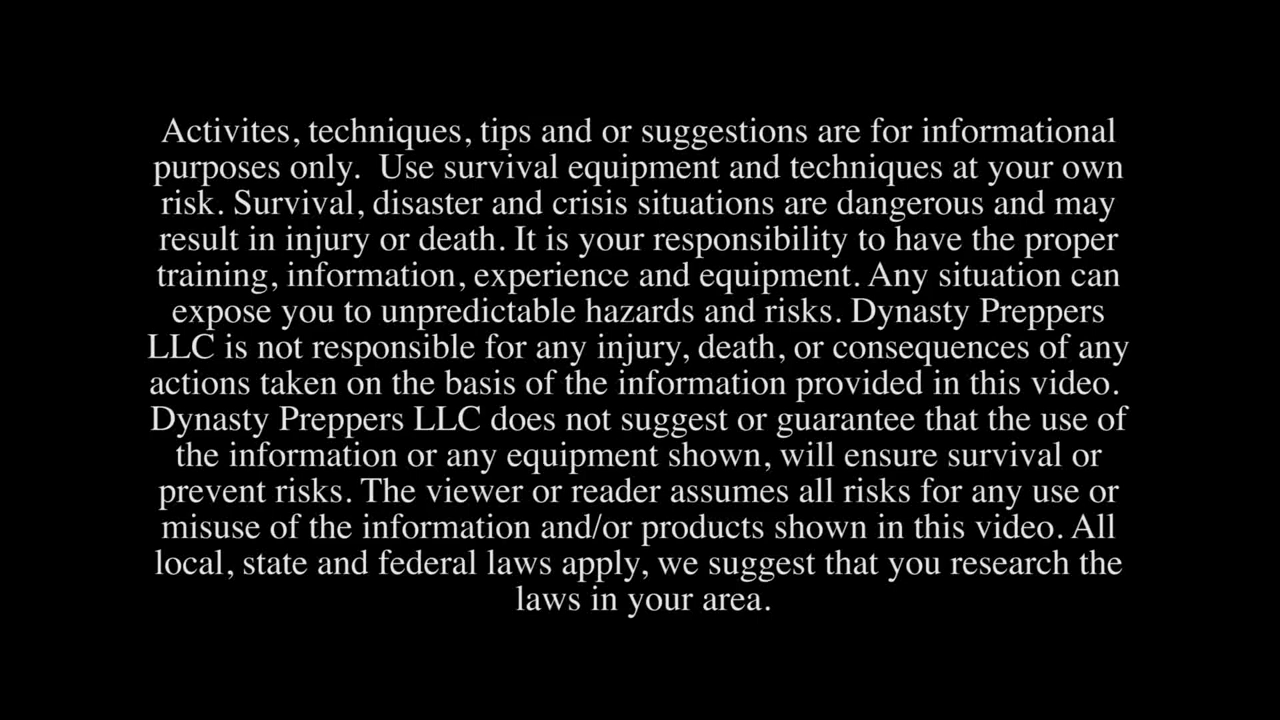 Activites, techniques, tips and or suggestions are for informational
purposes only.  Use survival equipment and techniques at your own
risk. Survival, disaster and crisis situations are dangerous and may
result in injury or death. It is your responsibility to have the proper
training, information, experience and equipment. Any situation can
expose you to unpredictable hazards and risks. Dynasty Preppers
LLC is not responsible for any injury, death, or consequences of any
actions taken on the basis of the information provided in this video.
Dynasty Preppers LLC does not suggest or guarantee that the use of
the information or any equipment shown, will ensure survival or
prevent risks. The viewer or reader assumes all risks for any use or
misuse of the information and/or products shown in this video. All
local, state and federal laws apply, we suggest that you research the
laws in your area.